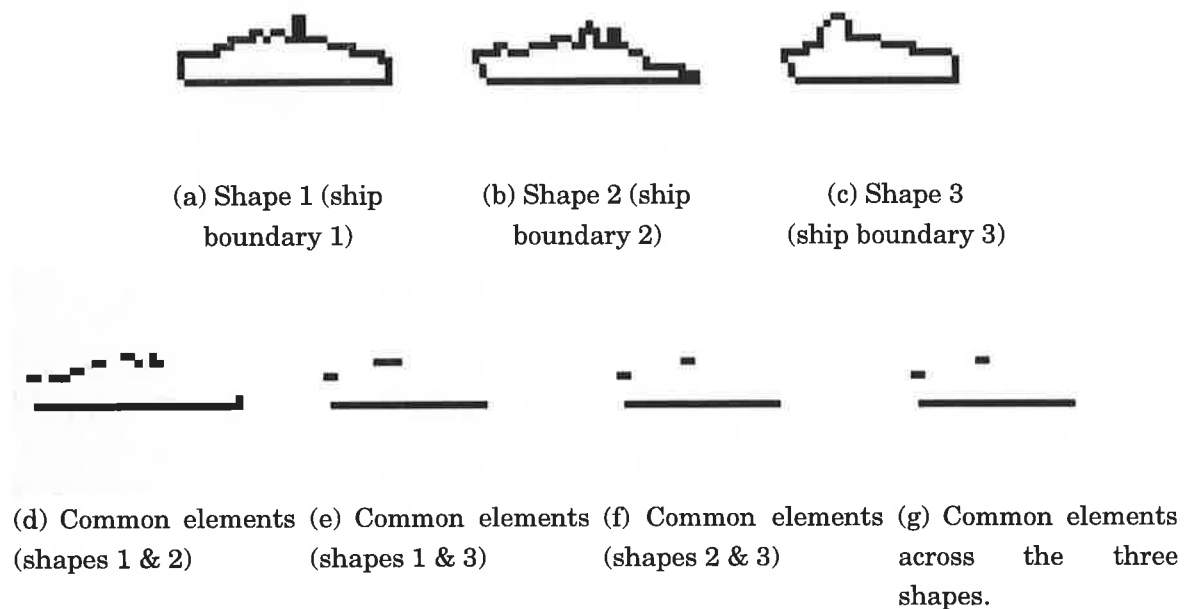 (a) Shape 1 (ship
boundary 1)
(b) Shape 2 (ship
boundary 2)
(c) Shape 3
(ship boundary 3)
(d) Common elements
(shapes 1 & 2)
(e) Common elements
(shapes 1 & 3)
(f) Common elements
(shapes 2 & 3)
(g) Common elements
across the three
shapes.